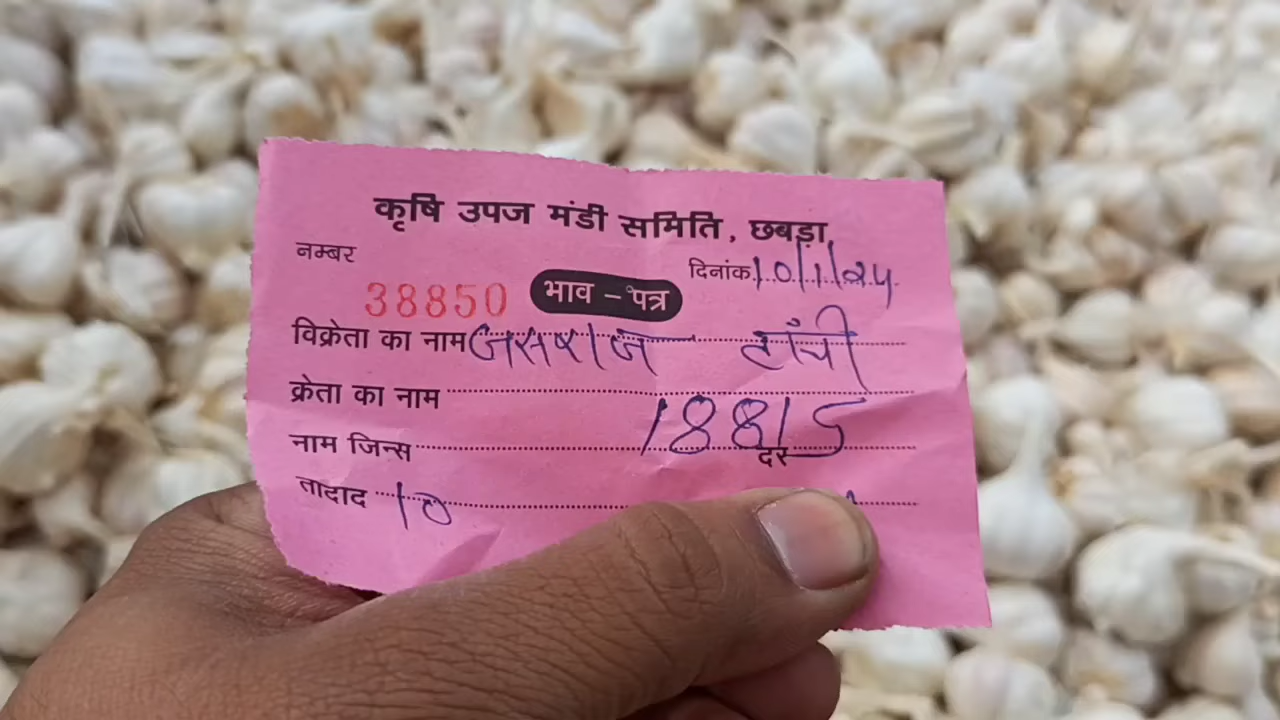 कृषि उपज मंडी समिति, छबड़ा
नम्बर
दिनांक 10/1/24
38850
भाव - पत्र
विक्रेता का नाम जसराज
क्रेता का नाम
18815
नाम जिन्स
दर
तादाद 10